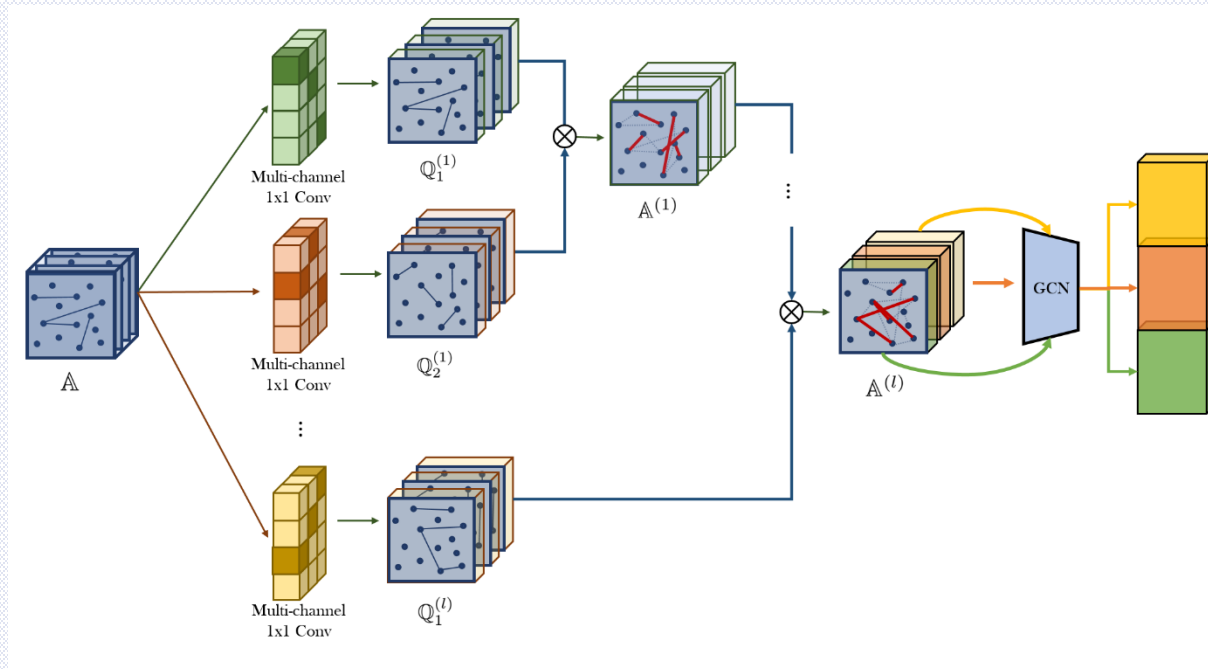 Multi-channel
1x1 Conv
ℚ₁⁽¹⁾
𝔸⁽¹⁾
⋮
𝔸
Multi-channel
1x1 Conv
ℚ₂⁽¹⁾
⋮
𝔸⁽ˡ⁾
GCN
Multi-channel
1x1 Conv
ℚ₁⁽ˡ⁾